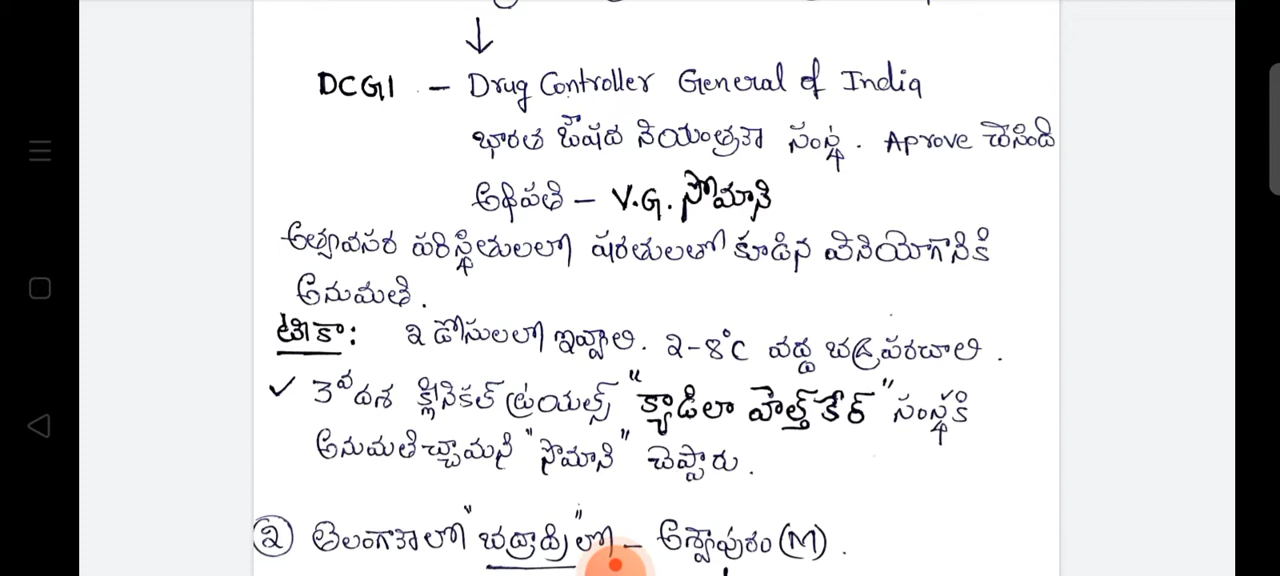 ↓
DCGI - Drug Controller General of India
భారత ఔషధ నియంత్రణ సంస్థ. Aprove చేసింది
అధిపతి - V.G. సోమాని
అత్యవసర పరిస్థితులలో షరతులతో కూడిన వినియోగానికి
అనుమతి.
టీకా: 2 డోసులలో ఇవ్వాలి. 2-8°C వద్ద భద్రపరచాలి.
✓ 3వ దశ క్లినికల్ ట్రయల్స్ "క్యాడిలా హెల్త్ కేర్" సంస్థకి
అనుమతిచ్చామని "సోమాని" చెప్పారు.
② తెలంగాణలో "భద్రాద్రి"లో - అశ్వాపురం (M).